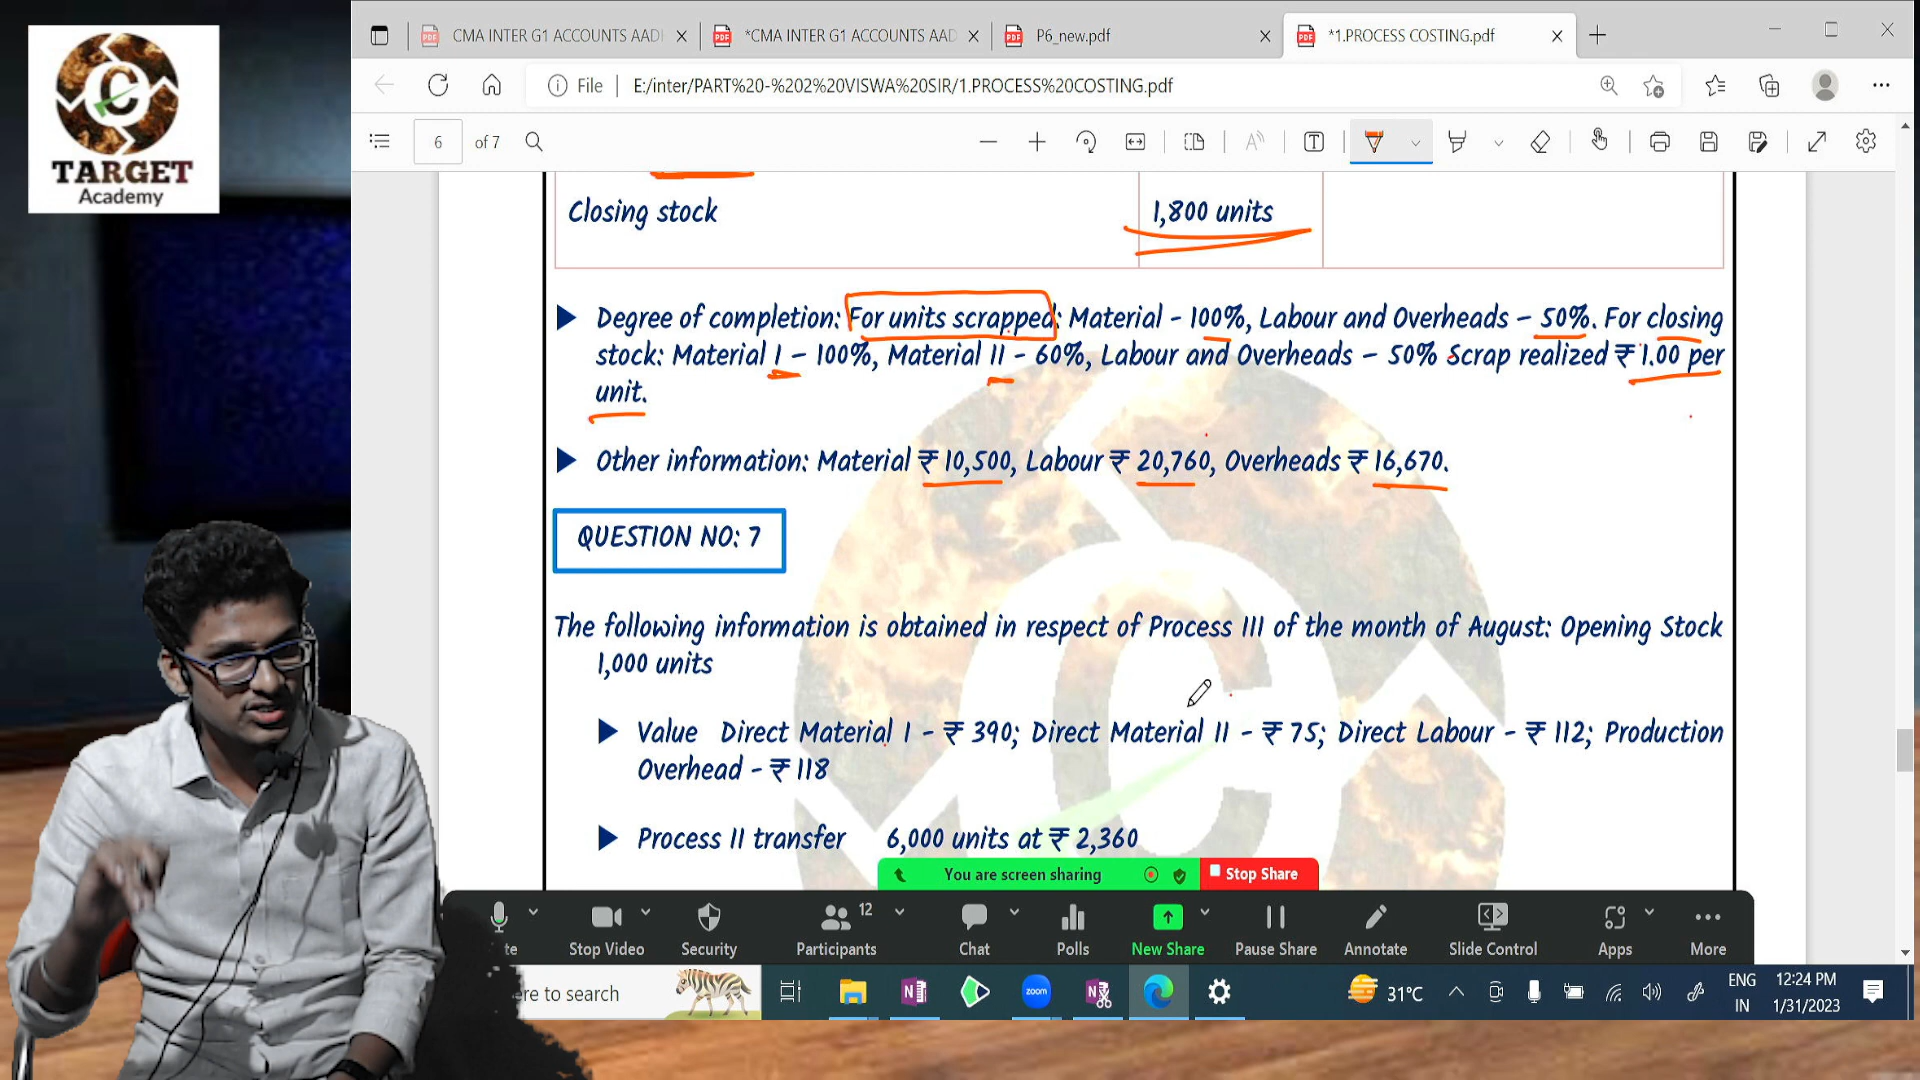 TARGET
Academy
CMA INTER G1 ACCOUNTS AADI
*CMA INTER G1 ACCOUNTS AAD
P6_new.pdf
*1.PROCESS COSTING.pdf
File
E:/inter/PART%20-%202%20VISWA%20SIR/1.PROCESS%20COSTING.pdf
6 of 7
Closing stock 1,800 units
Degree of completion: For units scrapped: Material - 100%, Labour and Overheads – 50%. For closing
stock: Material I – 100%, Material II - 60%, Labour and Overheads – 50% Scrap realized ₹ 1.00 per
unit.
Other information: Material ₹ 10,500, Labour ₹ 20,760, Overheads ₹ 16,670.
QUESTION NO: 7
The following information is obtained in respect of Process III of the month of August: Opening Stock
1,000 units
Value Direct Material I - ₹ 390; Direct Material II - ₹ 75; Direct Labour - ₹ 112; Production
Overhead - ₹ 118
Process II transfer 6,000 units at ₹ 2,360
You are screen sharing Stop Share
12
te Stop Video Security Participants Chat Polls New Share Pause Share Annotate Slide Control Apps More
ere to search
zoom
31°C
ENG
IN
12:24 PM
1/31/2023